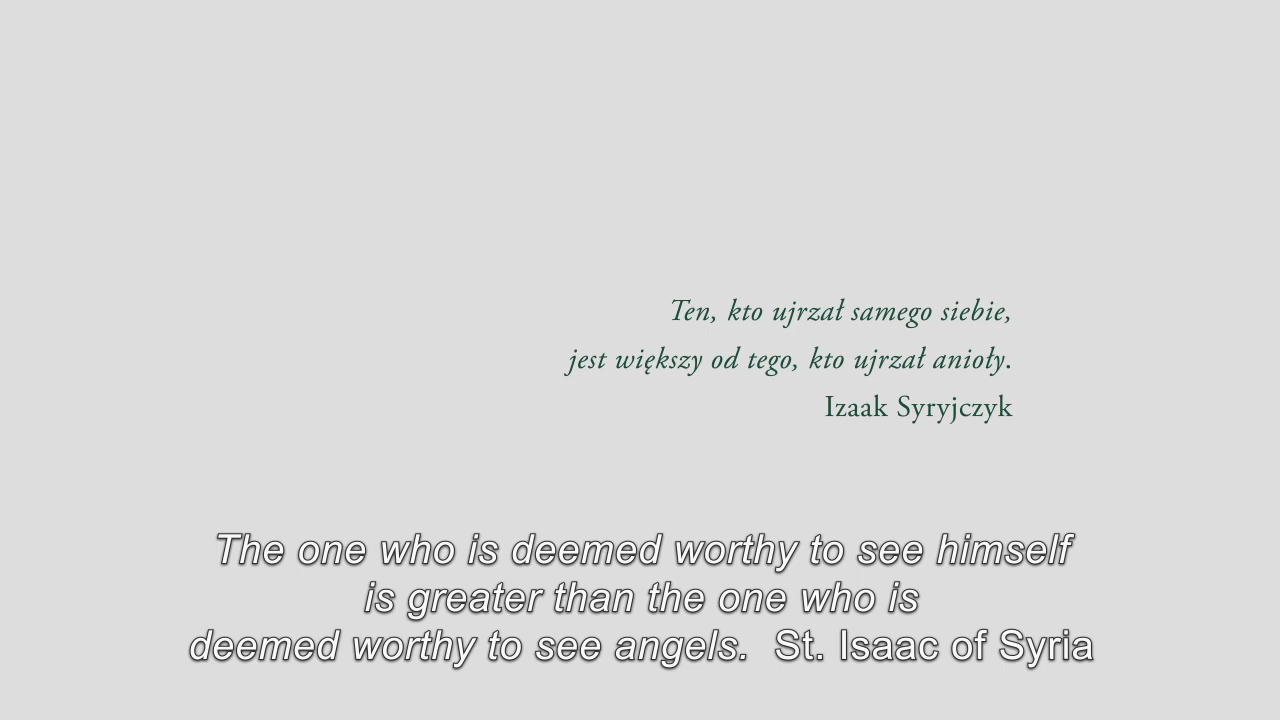 Ten, kto ujrzał samego siebie,
jest większy od tego, kto ujrzał anioły.
Izaak Syryjczyk
The one who is deemed worthy to see himself
is greater than the one who is
deemed worthy to see angels.  St. Isaac of Syria